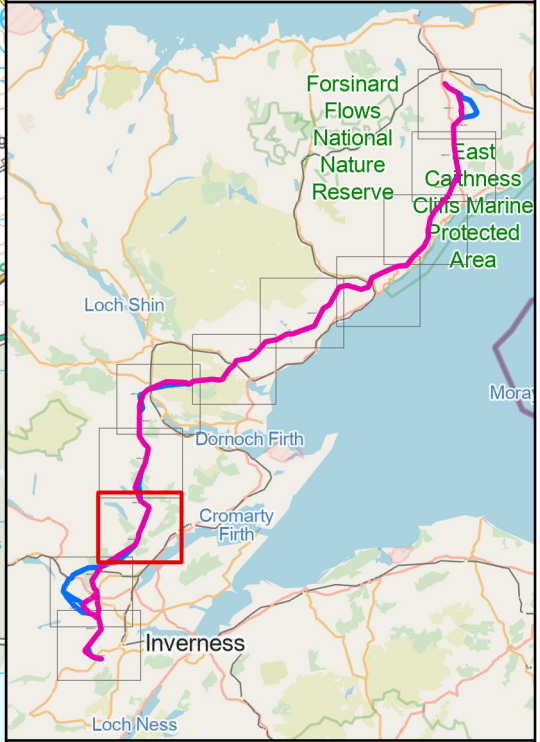 Forsinard
Flows
National
Nature
Reserve
East
Caithness
Cliffs Marine
Protected
Area
Loch Shin
Mora
Dornoch Firth
Cromarty
Firth
Inverness
Loch Ness